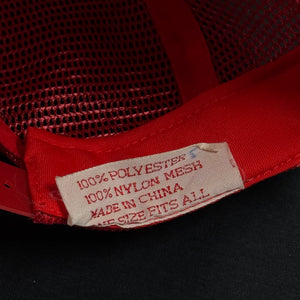 100% POLYESTER
100% NYLON MESH
MADE IN CHINA
ONE SIZE FITS ALL